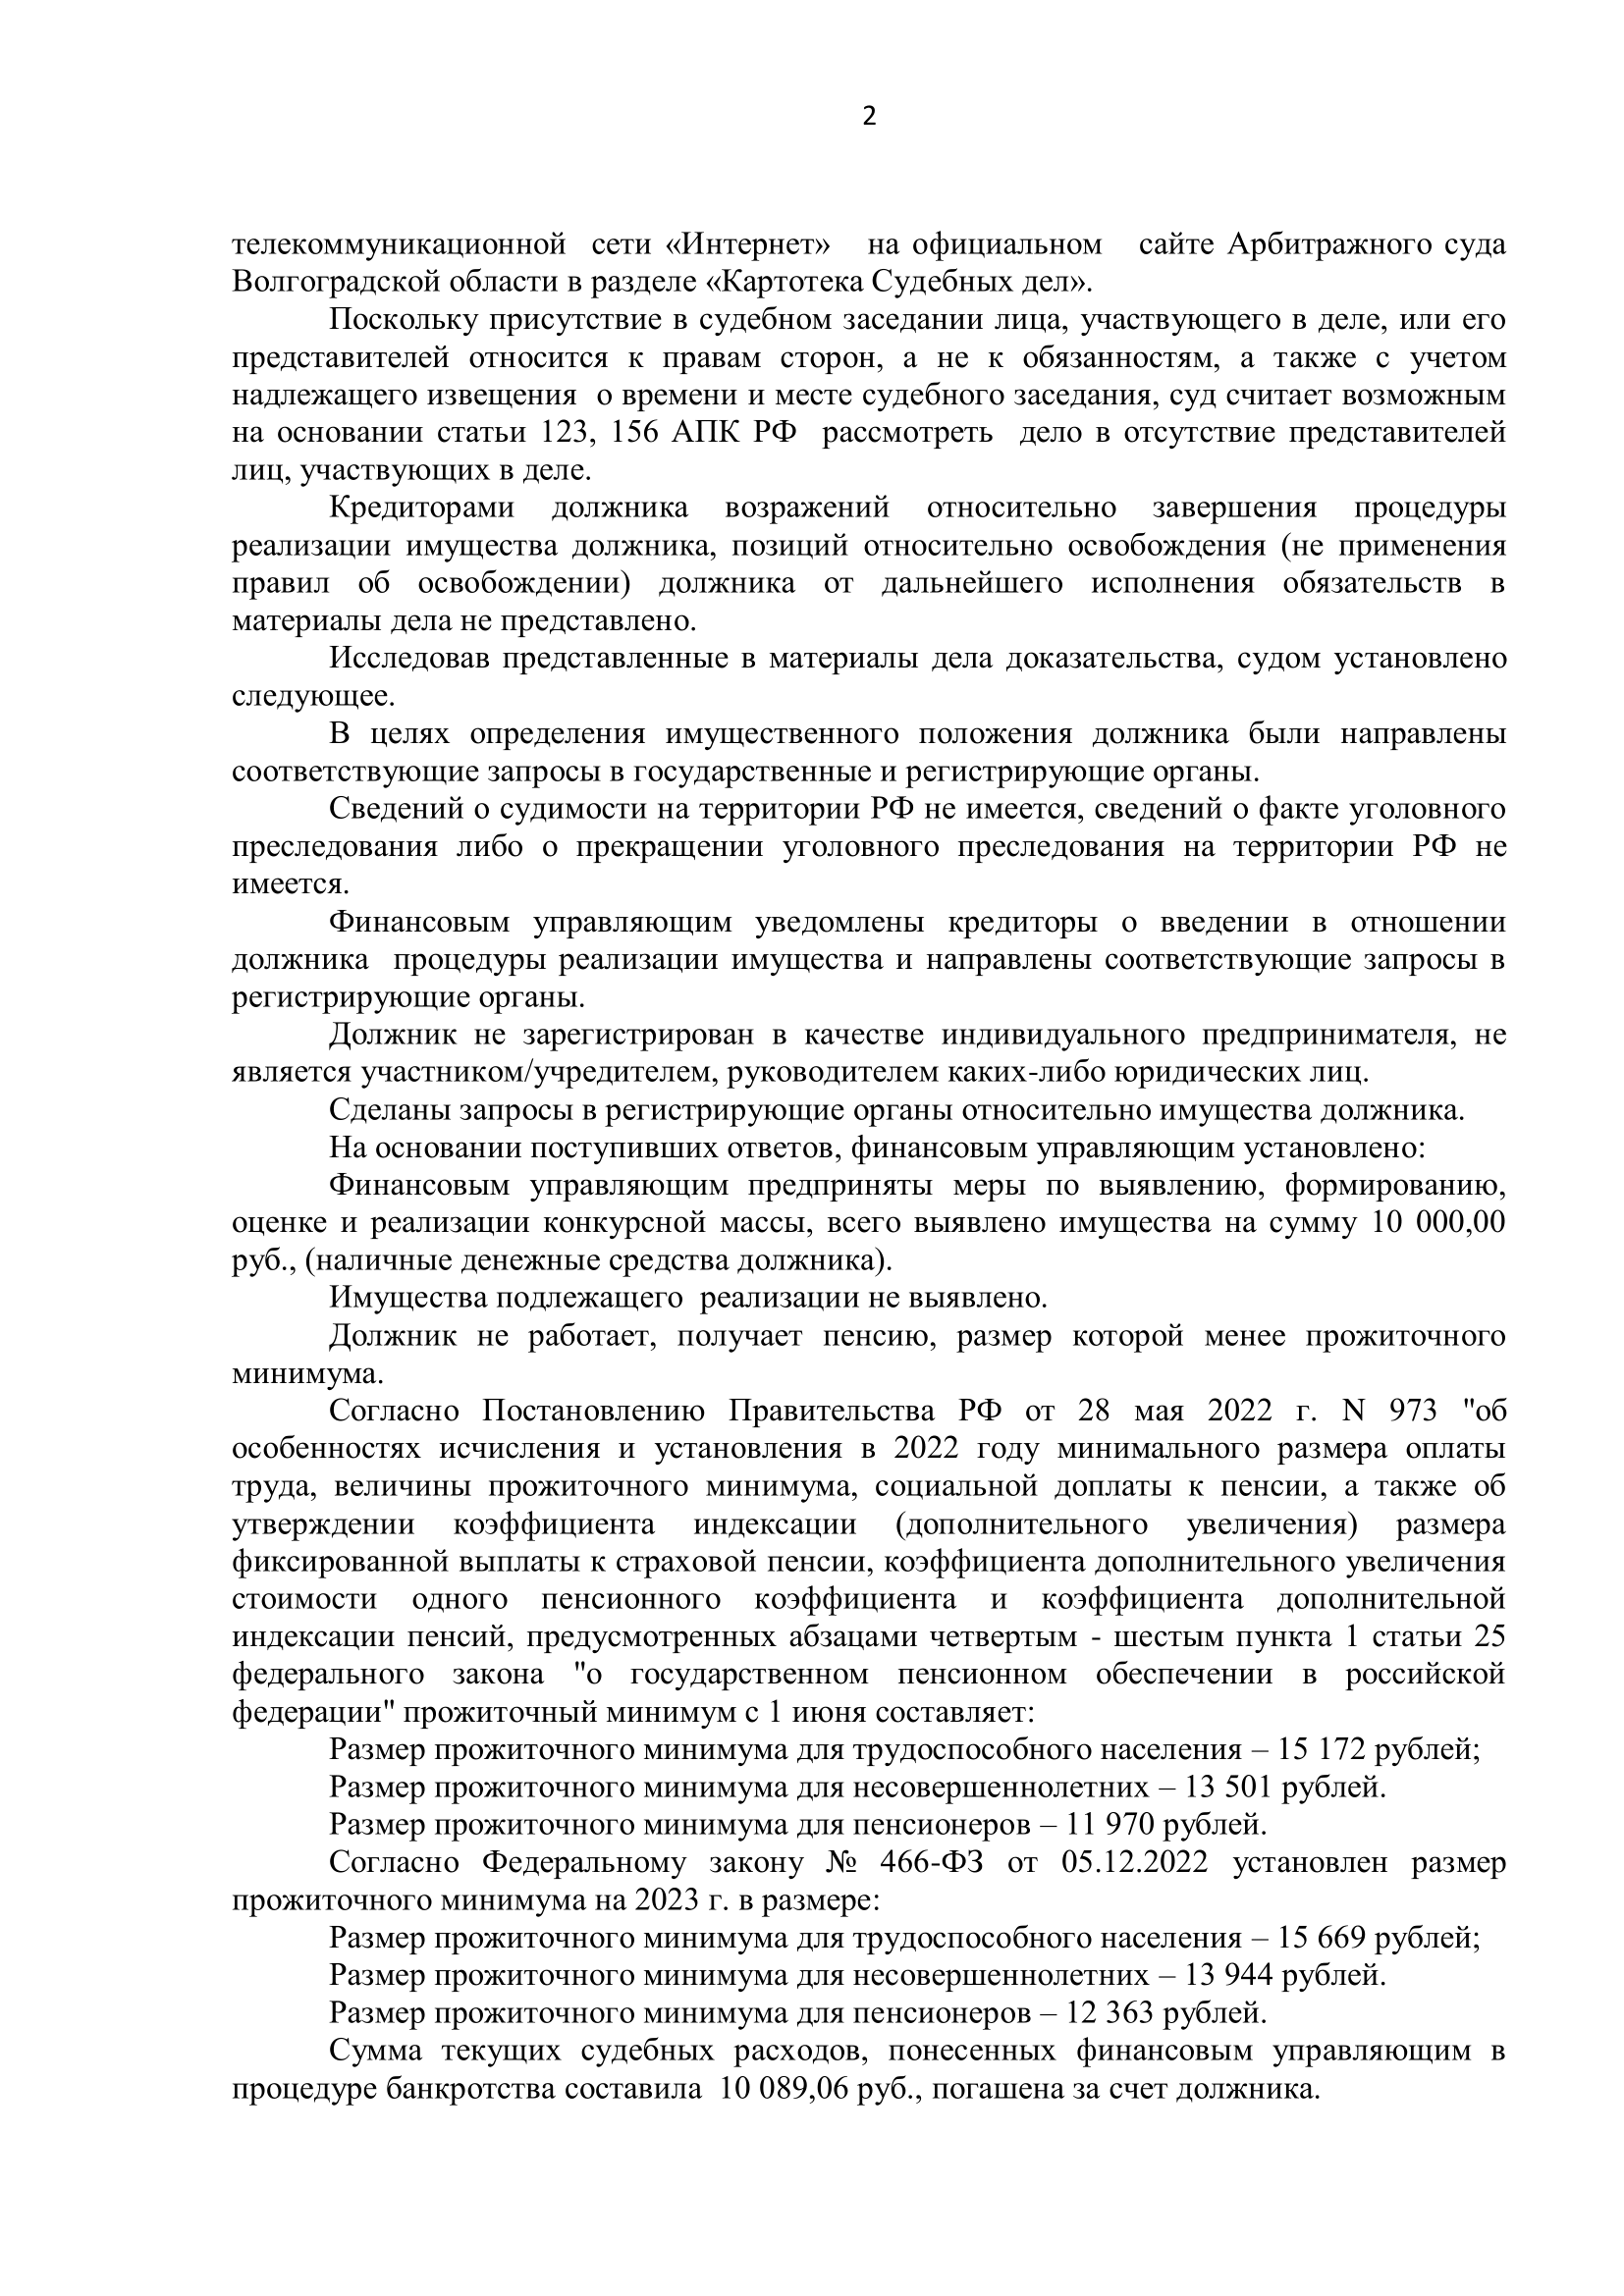 2
телекоммуникационной сети «Интернет» на официальном сайте Арбитражного суда
Волгоградской области в разделе «Картотека Судебных дел».
Поскольку присутствие в судебном заседании лица, участвующего в деле, или его
представителей относится к правам сторон, а не к обязанностям, а также с учетом
надлежащего извещения о времени и месте судебного заседания, суд считает возможным
на основании статьи 123, 156 АПК РФ рассмотреть дело в отсутствие представителей
лиц, участвующих в деле.
Кредиторами должника возражений относительно завершения процедуры
реализации имущества должника, позиций относительно освобождения (не применения
правил об освобождении) должника от дальнейшего исполнения обязательств в
материалы дела не представлено.
Исследовав представленные в материалы дела доказательства, судом установлено
следующее.
В целях определения имущественного положения должника были направлены
соответствующие запросы в государственные и регистрирующие органы.
Сведений о судимости на территории РФ не имеется, сведений о факте уголовного
преследования либо о прекращении уголовного преследования на территории РФ не
имеется.
Финансовым управляющим уведомлены кредиторы о введении в отношении
должника процедуры реализации имущества и направлены соответствующие запросы в
регистрирующие органы.
Должник не зарегистрирован в качестве индивидуального предпринимателя, не
является участником/учредителем, руководителем каких-либо юридических лиц.
Сделаны запросы в регистрирующие органы относительно имущества должника.
На основании поступивших ответов, финансовым управляющим установлено:
Финансовым управляющим предприняты меры по выявлению, формированию,
оценке и реализации конкурсной массы, всего выявлено имущества на сумму 10 000,00
руб., (наличные денежные средства должника).
Имущества подлежащего реализации не выявлено.
Должник не работает, получает пенсию, размер которой менее прожиточного
минимума.
Согласно Постановлению Правительства РФ от 28 мая 2022 г. N 973 "об
особенностях исчисления и установления в 2022 году минимального размера оплаты
труда, величины прожиточного минимума, социальной доплаты к пенсии, а также об
утверждении коэффициента индексации (дополнительного увеличения) размера
фиксированной выплаты к страховой пенсии, коэффициента дополнительного увеличения
стоимости одного пенсионного коэффициента и коэффициента дополнительной
индексации пенсий, предусмотренных абзацами четвертым - шестым пункта 1 статьи 25
федерального закона "о государственном пенсионном обеспечении в российской
федерации" прожиточный минимум с 1 июня составляет:
Размер прожиточного минимума для трудоспособного населения – 15 172 рублей;
Размер прожиточного минимума для несовершеннолетних – 13 501 рублей.
Размер прожиточного минимума для пенсионеров – 11 970 рублей.
Согласно Федеральному закону № 466-ФЗ от 05.12.2022 установлен размер
прожиточного минимума на 2023 г. в размере:
Размер прожиточного минимума для трудоспособного населения – 15 669 рублей;
Размер прожиточного минимума для несовершеннолетних – 13 944 рублей.
Размер прожиточного минимума для пенсионеров – 12 363 рублей.
Сумма текущих судебных расходов, понесенных финансовым управляющим в
процедуре банкротства составила 10 089,06 руб., погашена за счет должника.